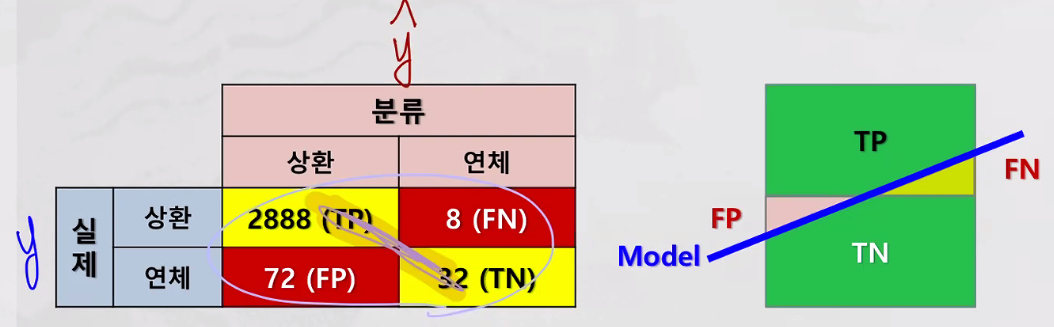 ŷ
분류
상환 연체
y 실제 상환 2888 (TP) 8 (FN)
연체 72 (FP) 32 (TN)
TP
FN
FP
Model
TN